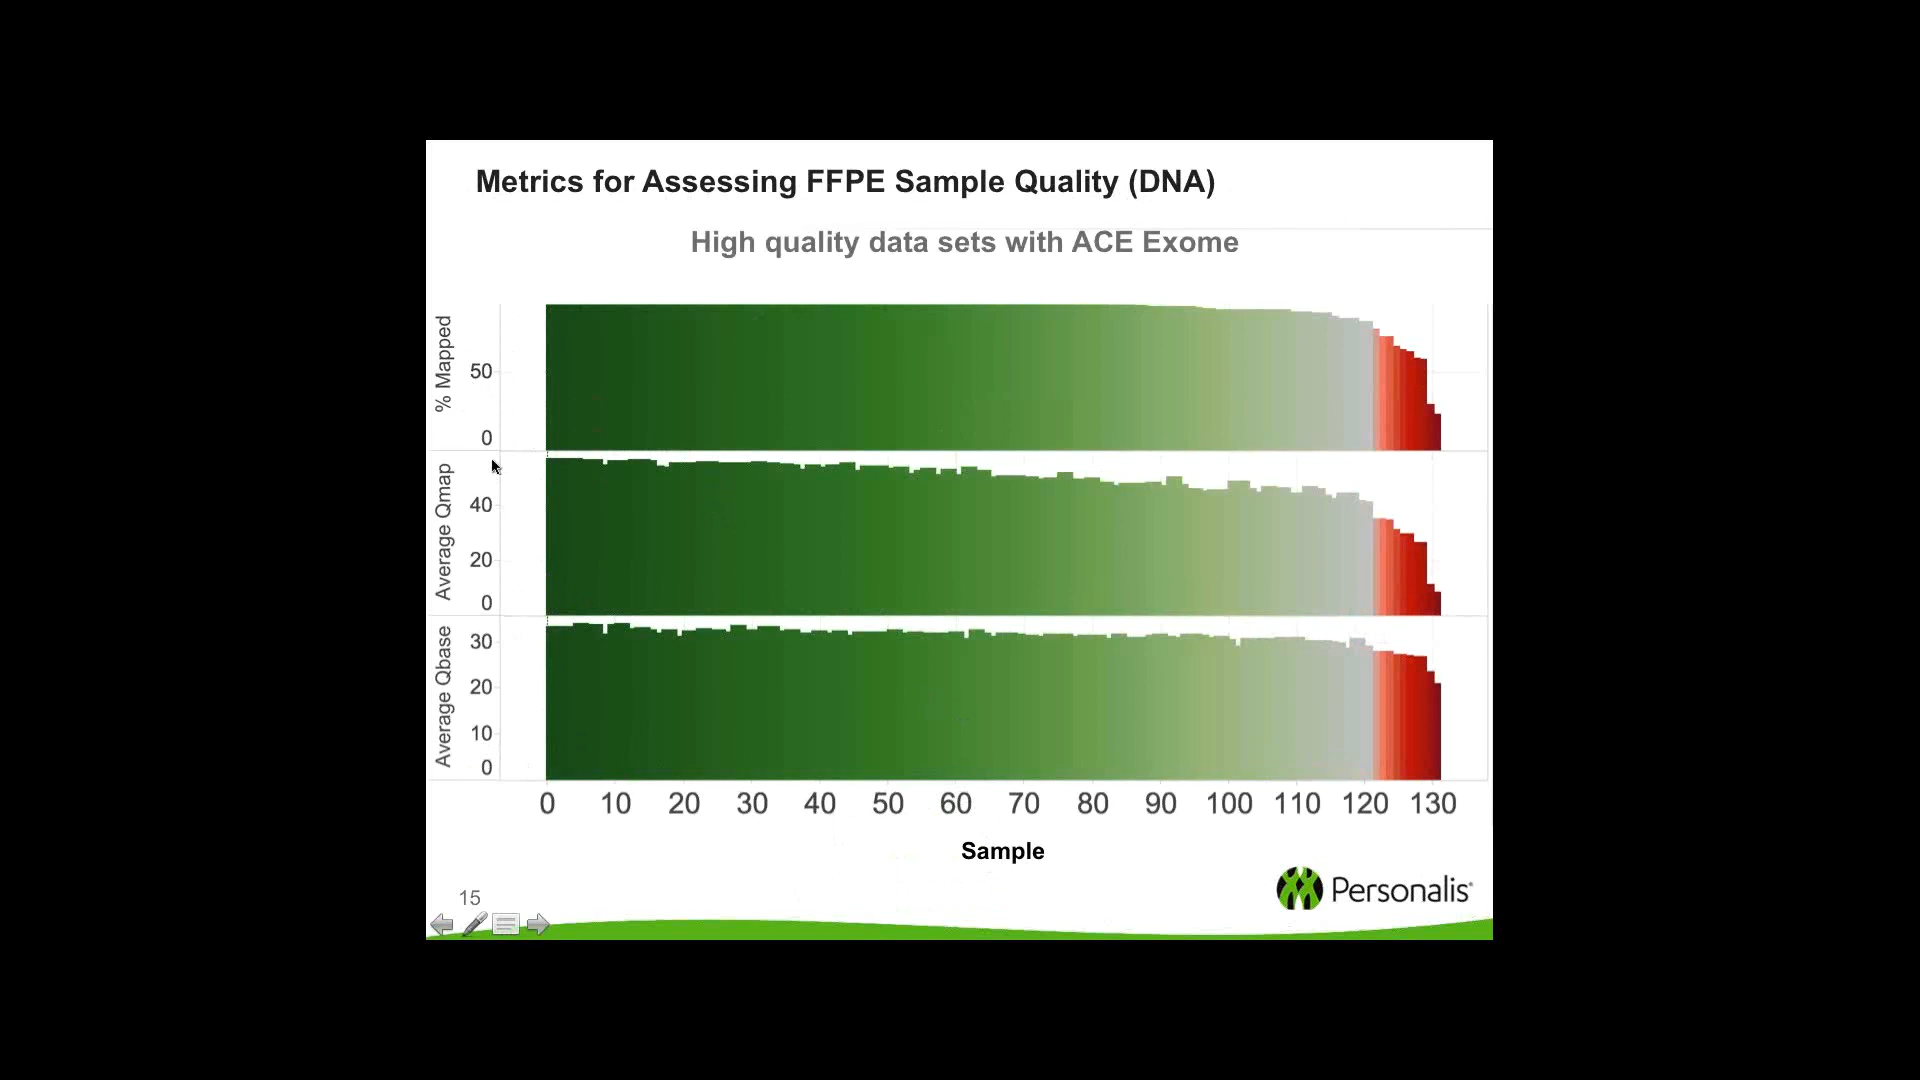 Metrics for Assessing FFPE Sample Quality (DNA)
High quality data sets with ACE Exome
% Mapped
50
0
Average Qmap
40
20
0
Average Qbase
30
20
10
0
0 10 20 30 40 50 60 70 80 90 100 110 120 130
Sample
Personalis
15